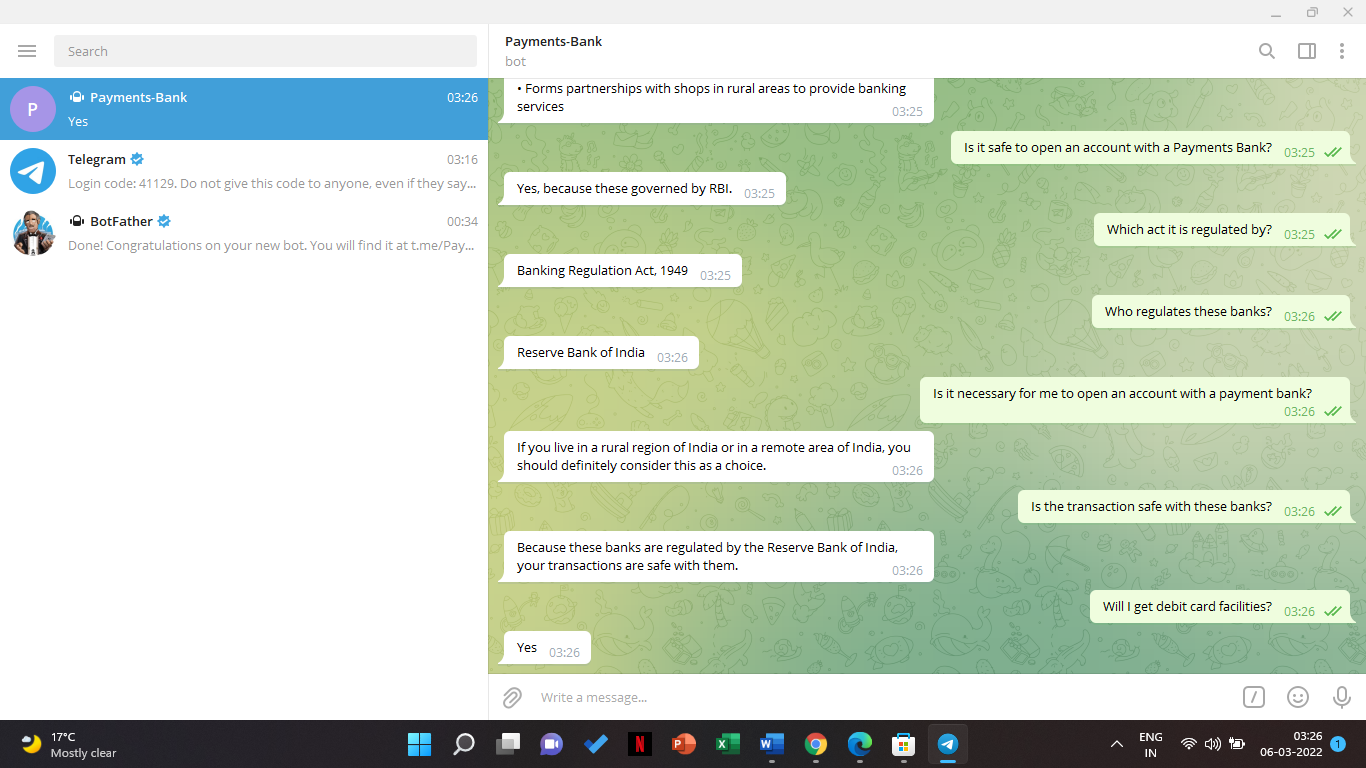 Search
P
Payments-Bank
03:26
Yes
Telegram
03:16
Login code: 41129. Do not give this code to anyone, even if they say...
BotFather
00:34
Done! Congratulations on your new bot. You will find it at t.me/Pay...
Payments-Bank
bot
• Forms partnerships with shops in rural areas to provide banking
services
03:25
Is it safe to open an account with a Payments Bank? 03:25
Yes, because these governed by RBI. 03:25
Which act it is regulated by? 03:25
Banking Regulation Act, 1949 03:25
Who regulates these banks? 03:26
Reserve Bank of India 03:26
Is it necessary for me to open an account with a payment bank?
03:26
If you live in a rural region of India or in a remote area of India, you
should definitely consider this as a choice. 03:26
Is the transaction safe with these banks? 03:26
Because these banks are regulated by the Reserve Bank of India,
your transactions are safe with them. 03:26
Will I get debit card facilities? 03:26
Yes 03:26
Write a message...
17°C
Mostly clear
N
P
X
W
ENG
IN
03:26
06-03-2022
1